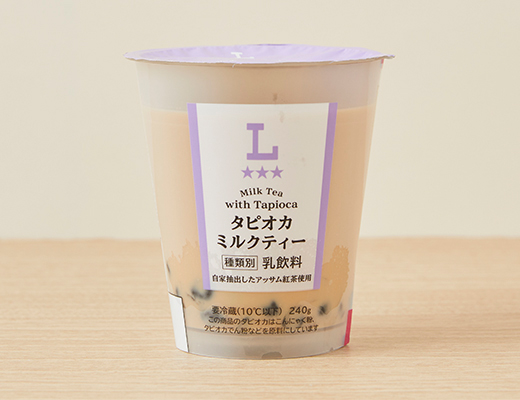 L
★★★
Milk Tea
with Tapioca
タピオカ
ミルクティー
種類別 乳飲料
自家抽出したアッサム紅茶使用
要冷蔵(10℃以下) 240g
この商品のタピオカはこんにゃく粉、
タピオカでん粉などを原料にしています